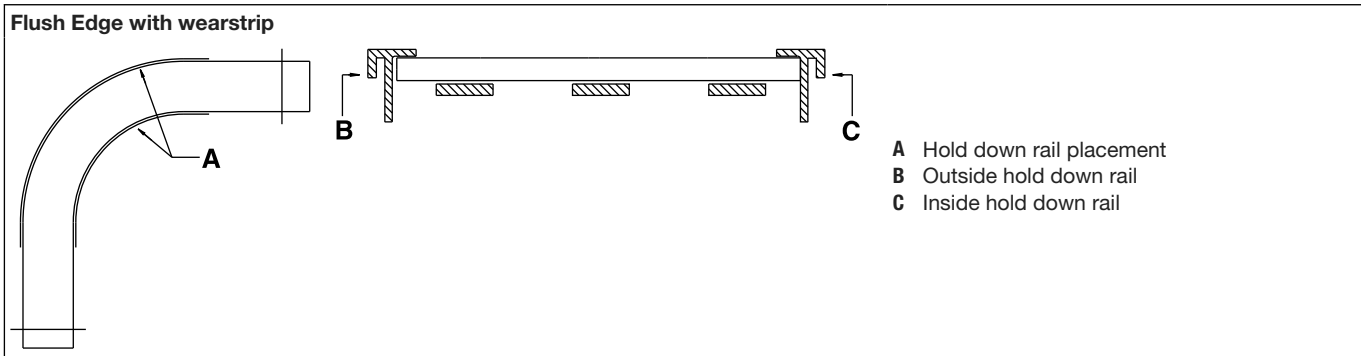 Flush Edge with wearstrip
A
B
C
A Hold down rail placement
B Outside hold down rail
C Inside hold down rail